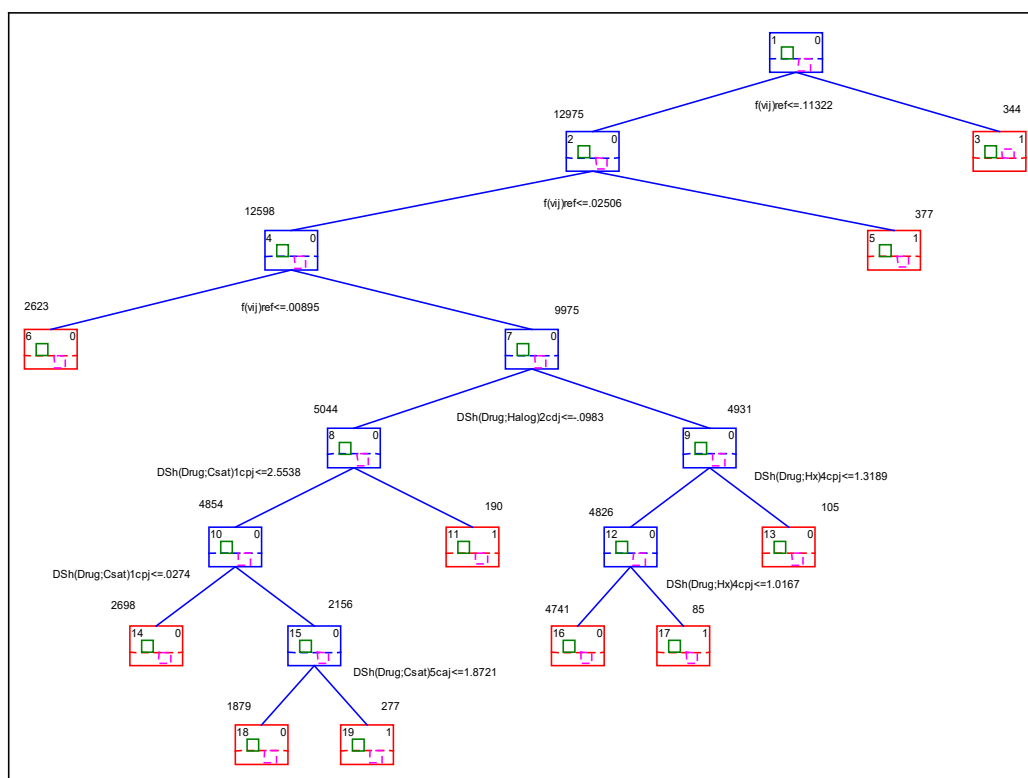 1 0
f(vij)ref<=.11322
12975 344
2 0 3 1
f(vij)ref<=.02506
12598 377
4 0 5 1
f(vij)ref<=.00895
2623 9975
6 0 7 0
DSh(Drug;Halog)2cdj<=-.0983
5044 4931
8 0 9 0
DSh(Drug;Csat)1cpj<=2.5538 DSh(Drug;Hx)4cpj<=1.3189
4854 190 4826 105
10 0 11 1 12 0 13 0
DSh(Drug;Csat)1cpj<=.0274 DSh(Drug;Hx)4cpj<=1.0167
2698 2156 4741 85
14 0 15 0 16 0 17 1
DSh(Drug;Csat)5caj<=1.8721
1879 277
18 0 19 1